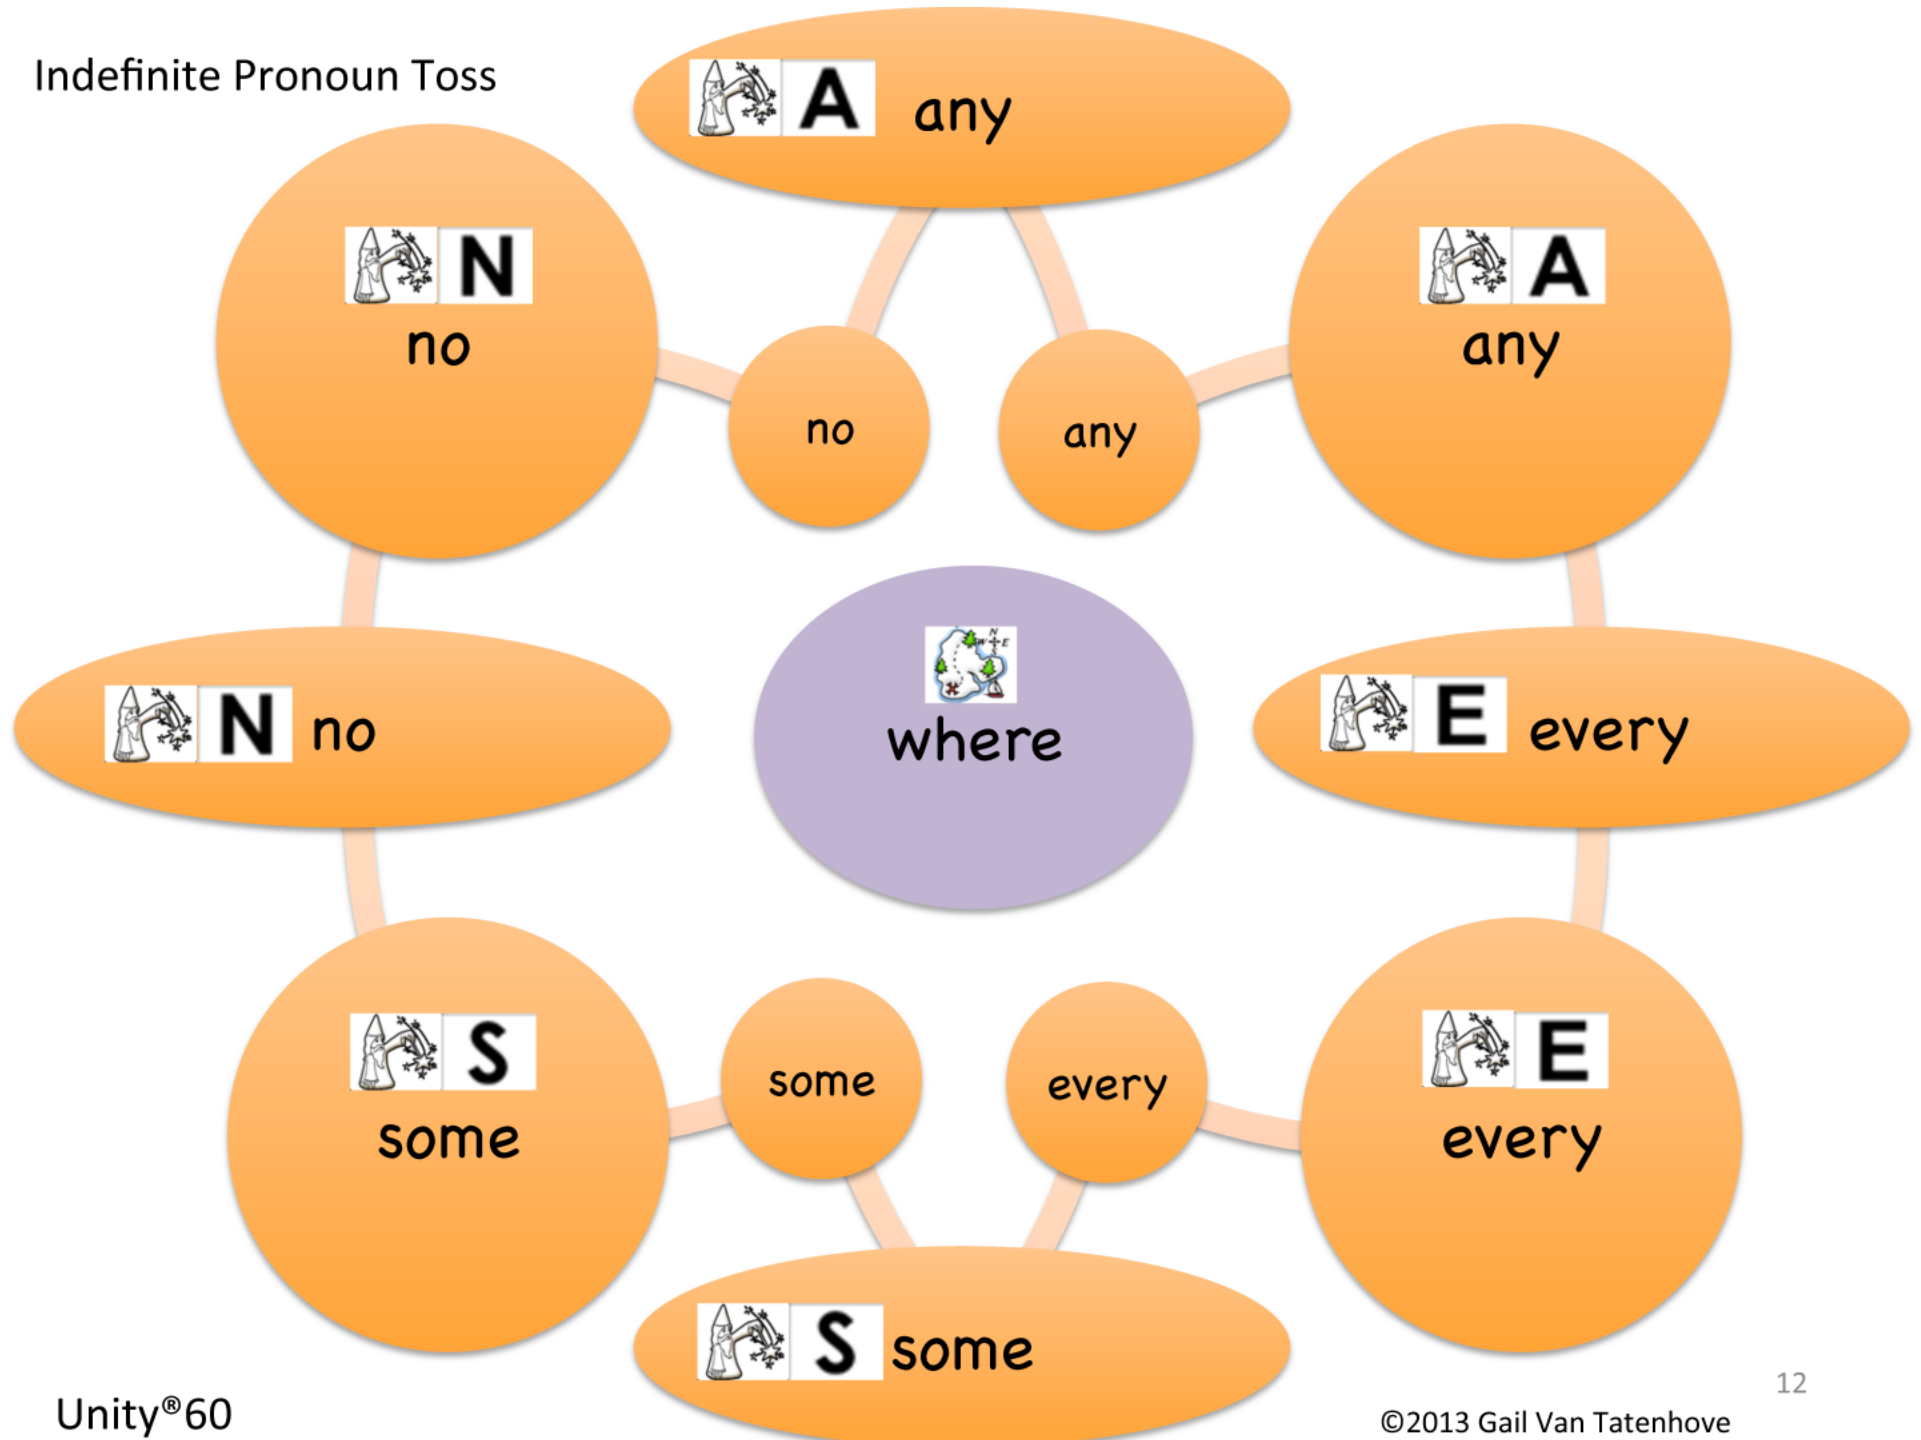 Indefinite Pronoun Toss
A any
N
no
A
any
no
any
N E
W E
S
where
N no
E every
S
some
some
every
E
every
S some
12
Unity®60
©2013 Gail Van Tatenhove